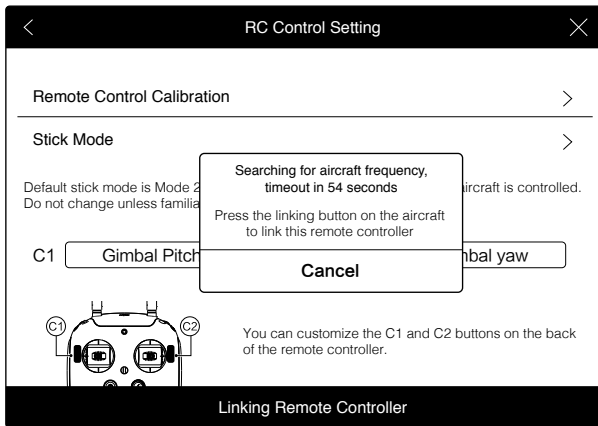 RC Control Setting
Remote Control Calibration
Stick Mode
Default stick mode is Mode 2
Do not change unless familia
ircraft is controlled.
Searching for aircraft frequency,
timeout in 54 seconds
Press the linking button on the aircraft
to link this remote controller
Cancel
C1 Gimbal Pitch
bal yaw
C1
C2
You can customize the C1 and C2 buttons on the back
of the remote controller.
Linking Remote Controller